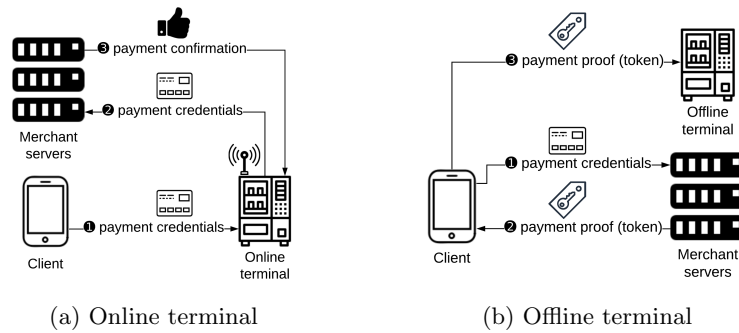 ❸ payment confirmation
❷ payment credentials
Merchant
servers
❶ payment credentials
Client
Online
terminal
(a) Online terminal
❸ payment proof (token)
Offline
terminal
❶ payment credentials
❷ payment proof (token)
Client
Merchant
servers
(b) Offline terminal